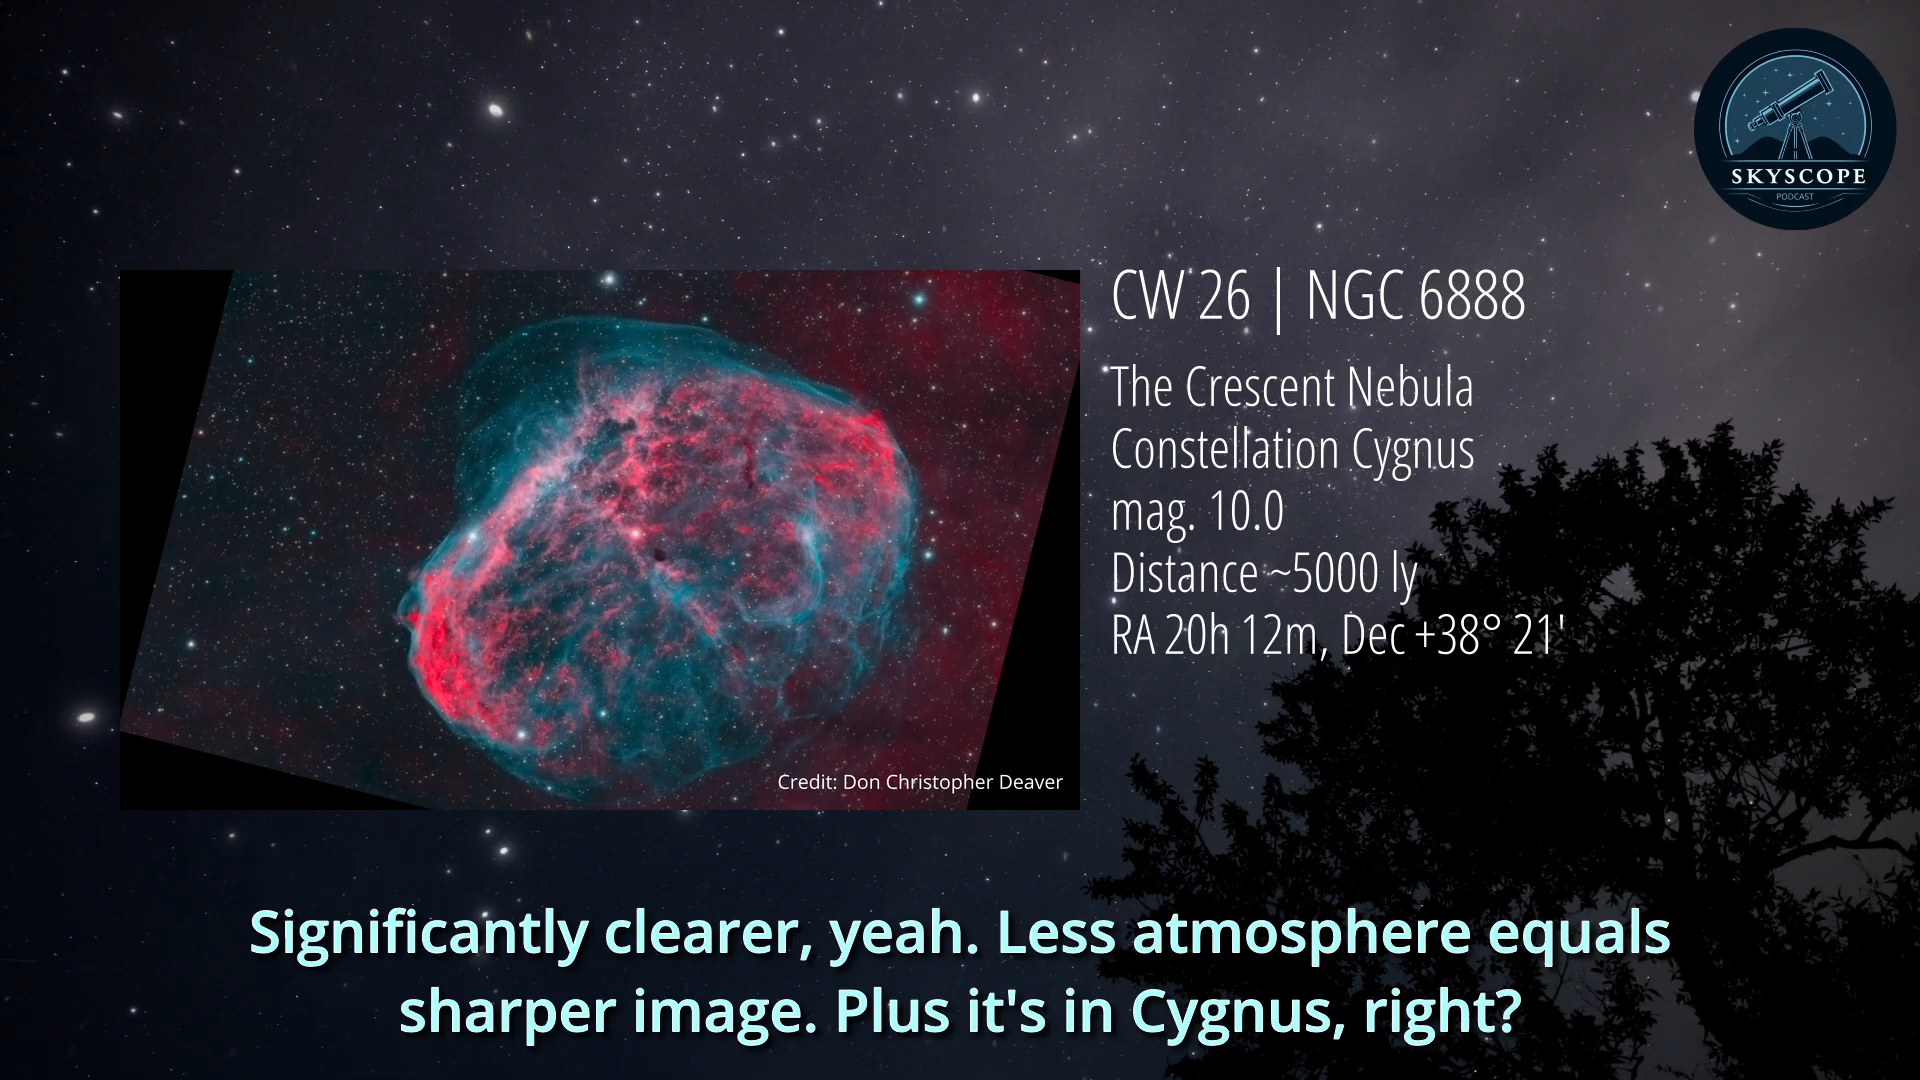 SKYSCOPE
PODCAST
CW 26 | NGC 6888
The Crescent Nebula
Constellation Cygnus
mag. 10.0
Distance ~5000 ly
RA 20h 12m, Dec +38° 21'
Credit: Don Christopher Deaver
Significantly clearer, yeah. Less atmosphere equals
sharper image. Plus it's in Cygnus, right?